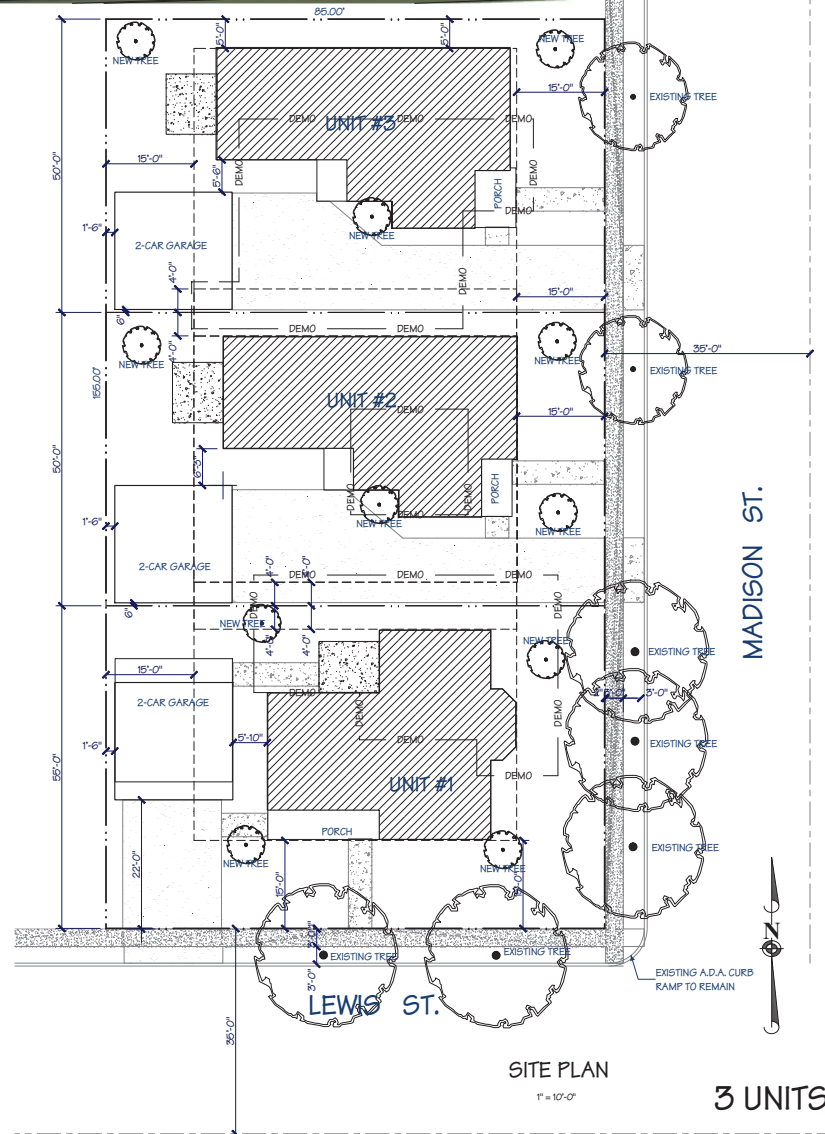 85.00'
5'-0"
5'-0"
NEW TREE
NEW TREE
15'-0"
EXISTING TREE
DEMO
UNIT #3
DEMO
DEMO
50'-0"
15'-0"
5'-6"
DEMO
DEMO
PORCH
DEMO
1'-6"
2-CAR GARAGE
NEW TREE
4'-0"
DEMO
15'-0"
6"
DEMO
DEMO
4'-0"
NEW TREE
NEW TREE
35'-0"
EXISTING TREE
155.00'
UNIT #2
DEMO
15'-0"
50'-0"
PORCH
DEMO
DEMO
DEMO
1'-6"
NEW TREE
NEW TREE
MADISON ST.
2-CAR GARAGE
4'-0"
4'-0"
DEMO
DEMO
DEMO
6"
DEMO
DEMO
NEW TREE
4'-0"
4'-0"
NEW TREE
EXISTING TREE
15'-0"
DEMO
2-CAR GARAGE
3'-0"
DEMO
DEMO
1'-6"
5'-10"
EXISTING TREE
DEMO
55'-0"
UNIT #1
PORCH
NEW TREE
NEW TREE
EXISTING TREE
22'-0"
15'-0"
EXISTING TREE
EXISTING TREE
3'-0"
N
EXISTING A.D.A. CURB
RAMP TO REMAIN
LEWIS ST.
35'-0"
SITE PLAN
1" = 10'-0"
3 UNITS